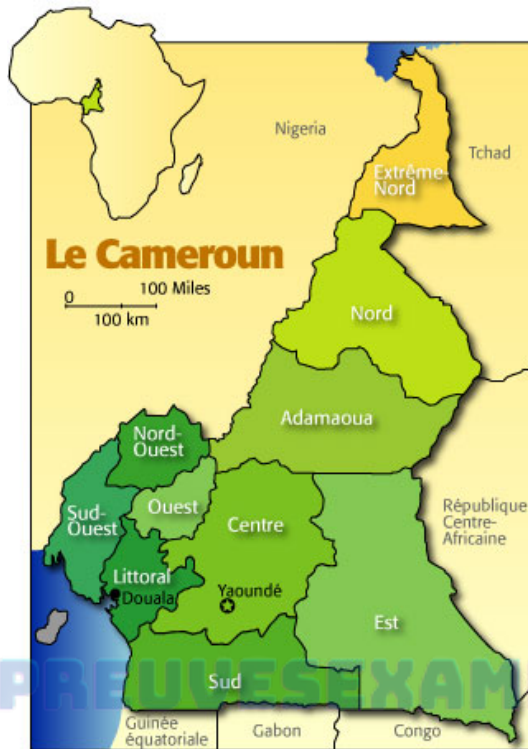 Nigeria
Tchad
Extrême-
Nord
Le Cameroun
0 100 Miles
100 km
Nord
Adamaoua
Nord-
Ouest
Ouest
Sud-
Ouest
Centre
République
Centre-
Africaine
Littoral
Douala
Yaoundé
Est
Sud
PREUVESEXAM
Guinée
équatoriale
Gabon
Congo